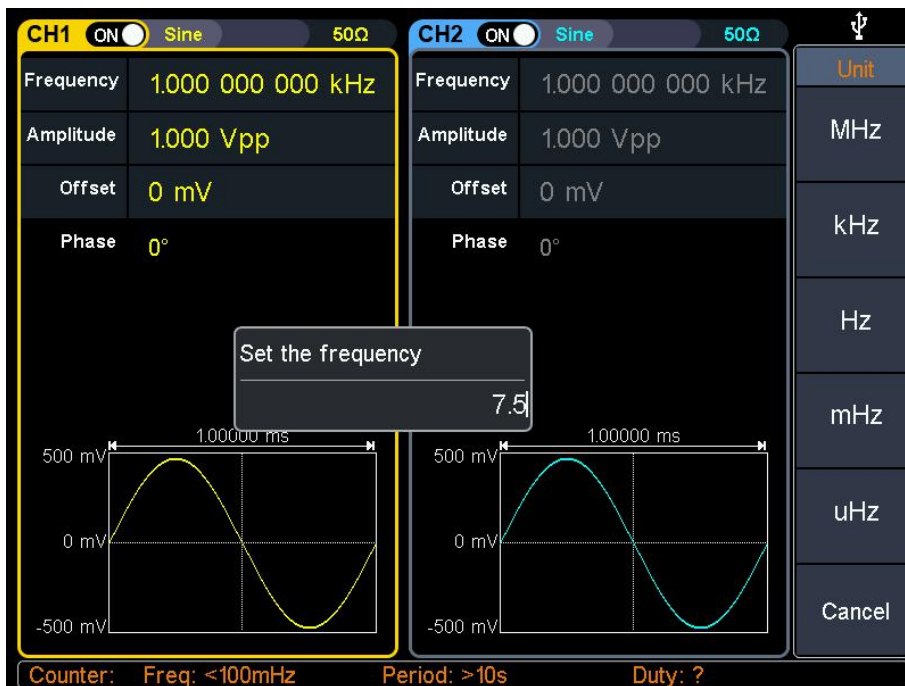 CH1 ON Sine 50Ω
Frequency 1.000 000 000 kHz
Amplitude 1.000 Vpp
Offset 0 mV
Phase 0°
1.00000 ms
500 mV
0 mV
-500 mV
CH2 ON Sine 50Ω
Frequency 1.000 000 000 kHz
Amplitude 1.000 Vpp
Offset 0 mV
Phase 0°
1.00000 ms
500 mV
0 mV
-500 mV
Set the frequency
7.5
Unit
MHz
kHz
Hz
mHz
uHz
Cancel
Counter: Freq: <100mHz Period: >10s Duty: ?